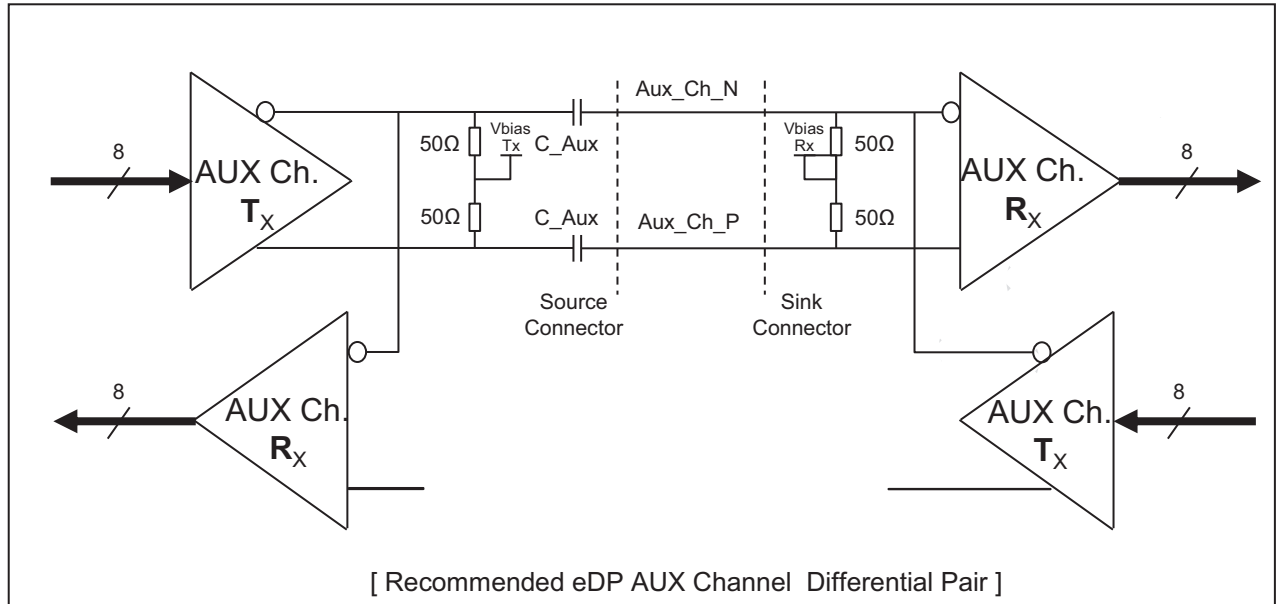 Aux_Ch_N
8
AUX Ch.
TX
50Ω
Vbias
Tx
C_Aux
Vbias
Rx
50Ω
AUX Ch.
RX
8
50Ω
C_Aux
Aux_Ch_P
50Ω
Source
Connector
Sink
Connector
8
AUX Ch.
RX
AUX Ch.
TX
8
[ Recommended eDP AUX Channel Differential Pair ]